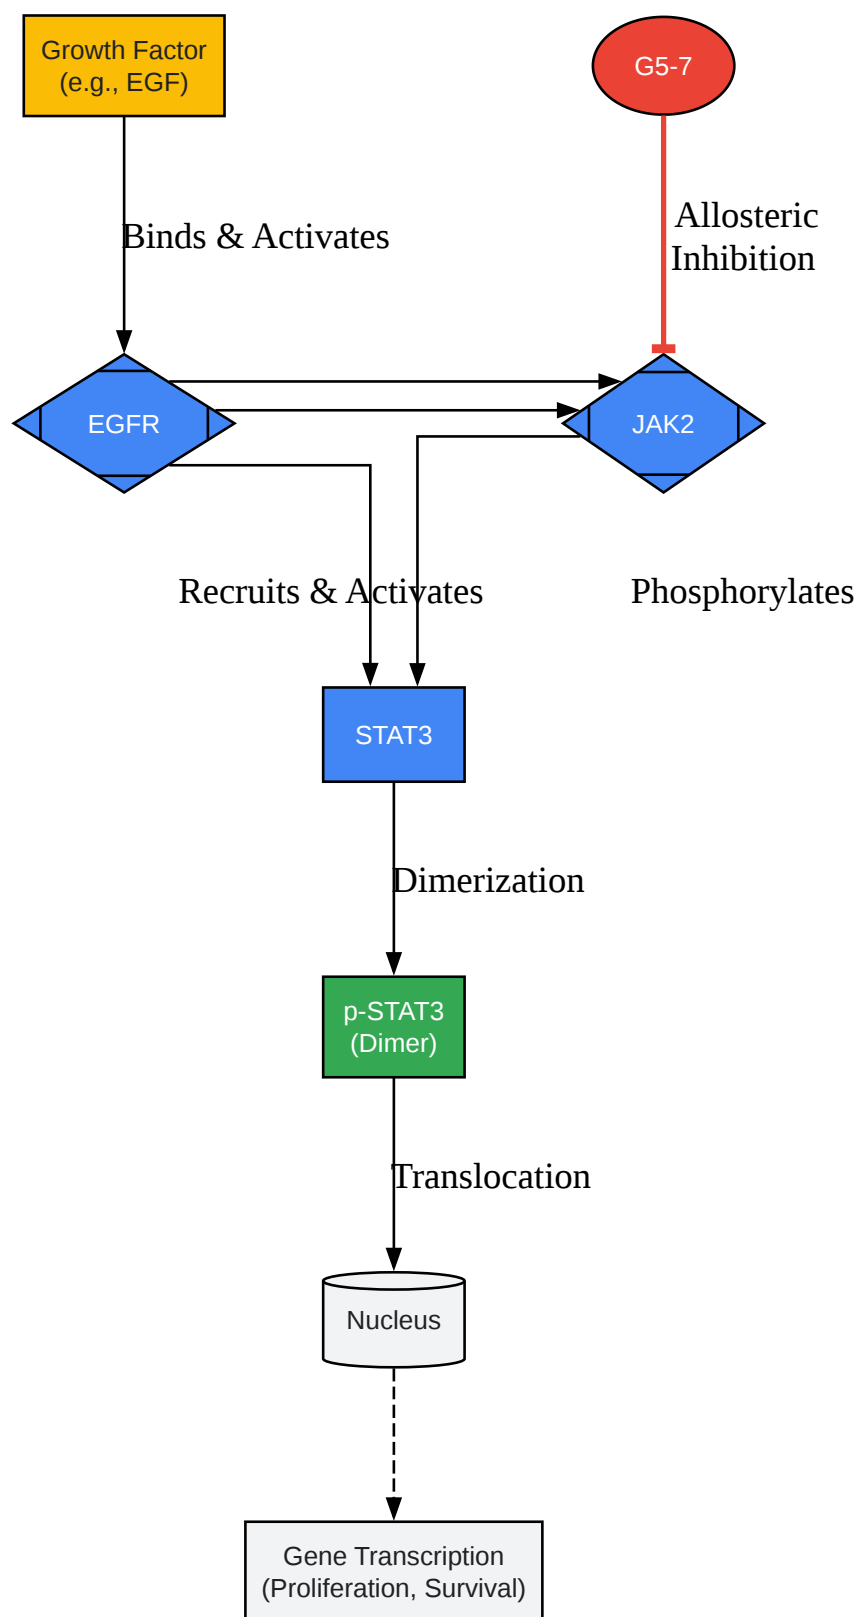 Growth Factor
(e.g., EGF)
G5-7
Binds & Activates
Allosteric
Inhibition
EGFR
JAK2
Recruits & Activates
Phosphorylates
STAT3
Dimerization
p-STAT3
(Dimer)
Translocation
Nucleus
Gene Transcription
(Proliferation, Survival)